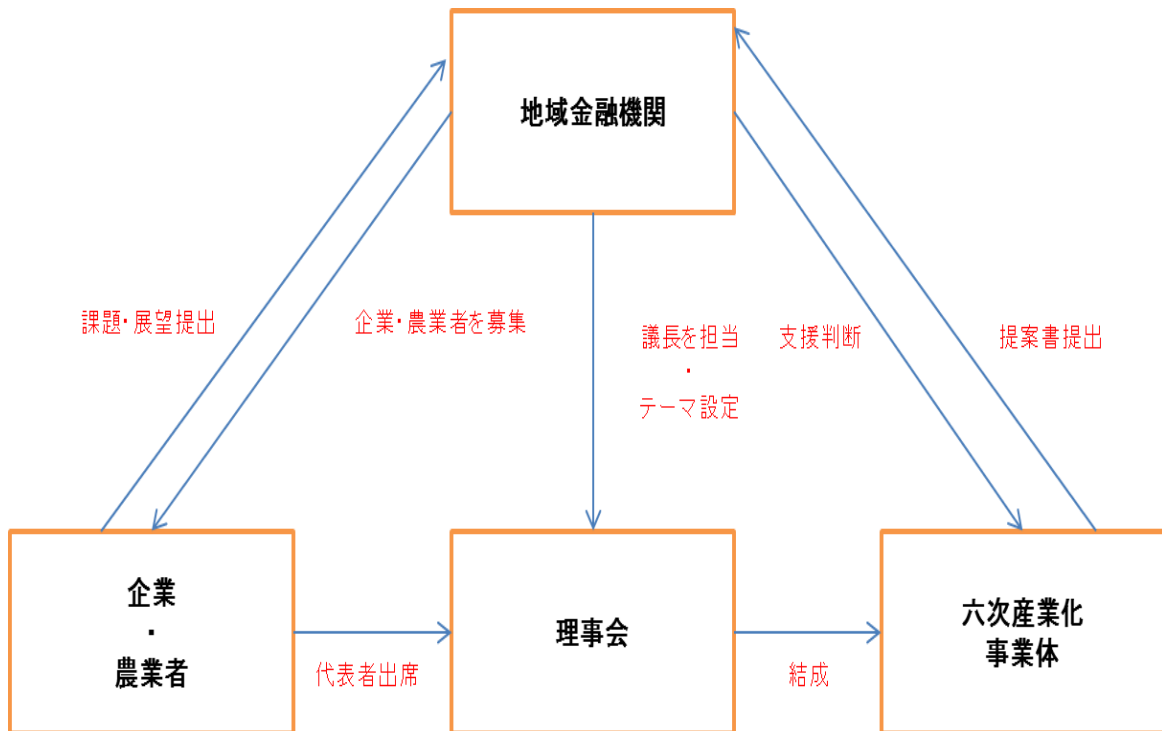 地域金融機関
課題・展望提出
企業・農業者を募集
議長を担当
・
テーマ設定
支援判断
提案書提出
企業
・
農業者
代表者出席
理事会
結成
六次産業化
事業体